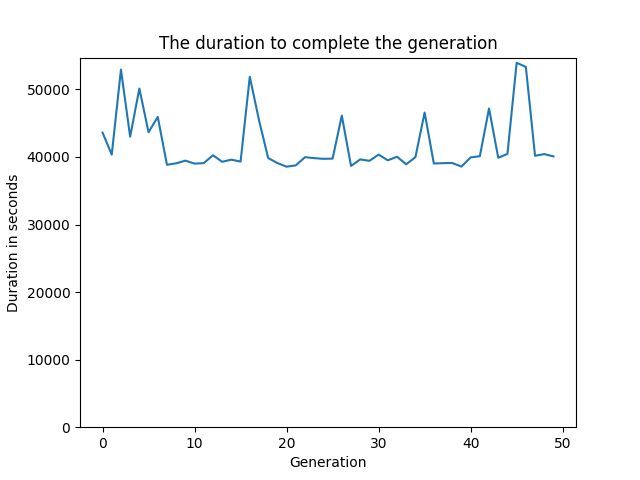 The duration to complete the generation
Duration in seconds
50000
40000
30000
20000
10000
0
0 10 20 30 40 50
Generation